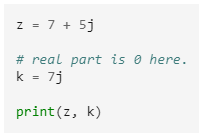 z = 7 + 5j
# real part is 0 here.
k = 7j
print(z, k)